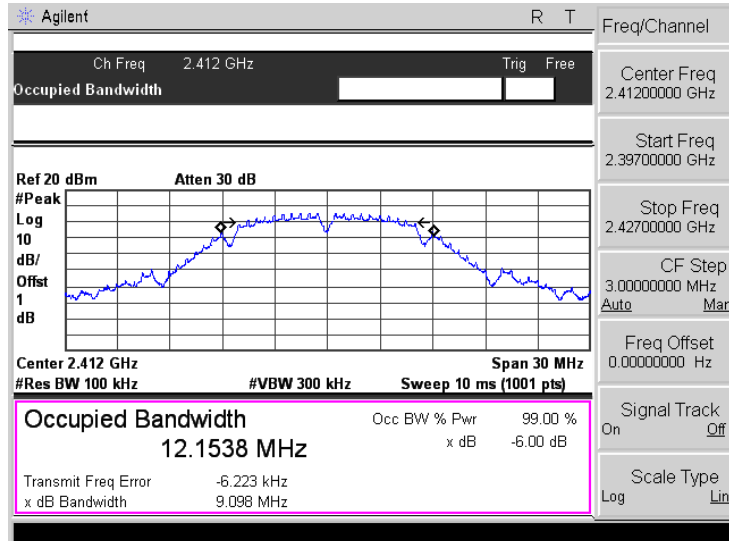 Agilent R T
Freq/Channel
Ch Freq 2.412 GHz Trig Free
Occupied Bandwidth
Center Freq
2.41200000 GHz
Start Freq
2.39700000 GHz
Ref 20 dBm Atten 30 dB
#Peak
Log
10
dB/
Offst
1
dB
Stop Freq
2.42700000 GHz
CF Step
3.00000000 MHz
Auto Mar
Center 2.412 GHz Span 30 MHz
#Res BW 100 kHz #VBW 300 kHz Sweep 10 ms (1001 pts)
Freq Offset
0.00000000 Hz
Occupied Bandwidth
12.1538 MHz
Occ BW % Pwr 99.00 %
x dB -6.00 dB
Transmit Freq Error -6.223 kHz
x dB Bandwidth 9.098 MHz
Signal Track
On Off
Scale Type
Log Lin